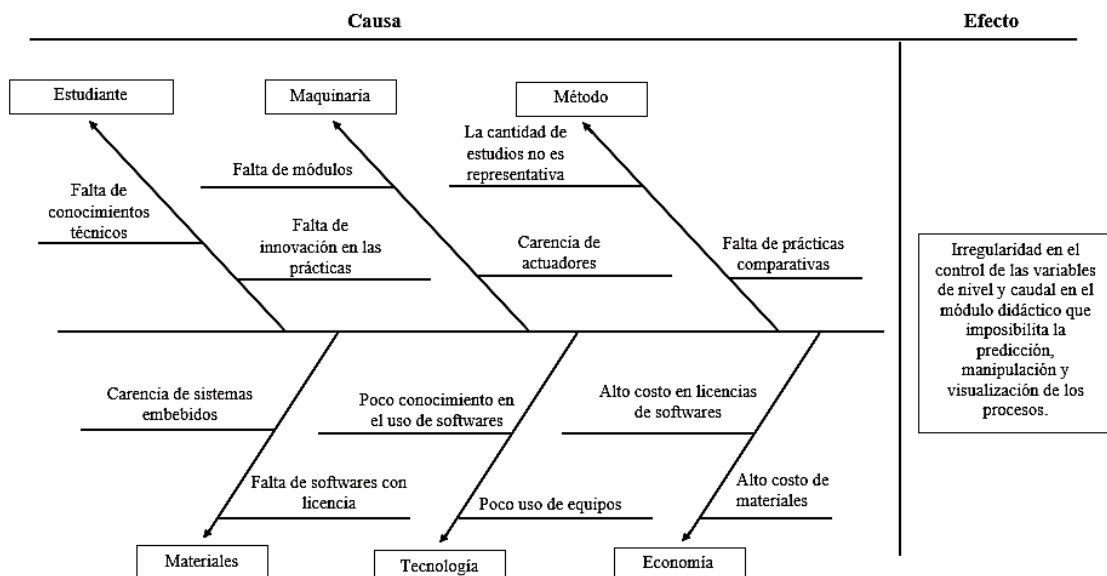 Causa
Efecto
Estudiante
Maquinaria
Método
La cantidad de
estudios no es
representativa
Falta de módulos
Falta de
conocimientos
técnicos
Falta de
innovación en las
prácticas
Carencia de
actuadores
Falta de prácticas
comparativas
Irregularidad en el
control de las variables
de nivel y caudal en el
módulo didáctico que
imposibilita la
predicción,
manipulación y
visualización de los
procesos.
Carencia de sistemas
embebidos
Poco conocimiento en
el uso de softwares
Alto costo en licencias
de softwares
Falta de softwares con
licencia
Poco uso de equipos
Alto costo de
materiales
Materiales
Tecnología
Economía